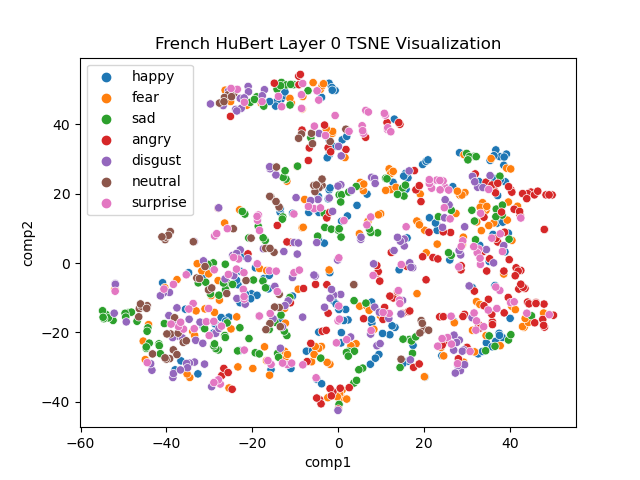 French HuBert Layer 0 TSNE Visualization
happy
fear
sad
angry
disgust
neutral
surprise
comp2
40
20
0
−20
−40
−60
−40
−20
0
20
40
comp1